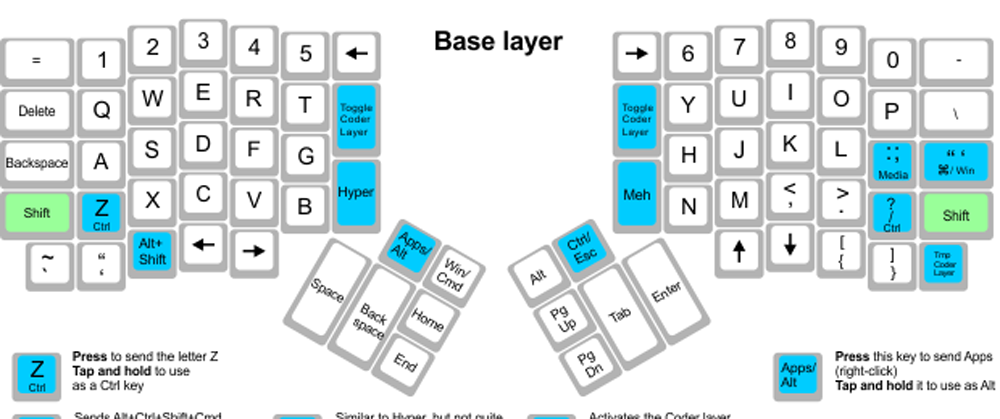 Base layer
= 1 2 3 4 5 ← → 6 7 8 9 0 -
Delete Q W E R T Toggle Coder Layer Toggle Coder Layer Y U I O P \
Backspace A S D F G H J K L : ; Media “ ‘ ⌘/ Win
Shift Z Ctrl X C V B Hyper Meh N M < , > . ? / Ctrl Shift
~ ` “ ‘ Alt+ Shift ← → ↑ ↓ [ { ] } Tmp Coder Layer
Apps/ Alt Win/ Cmd Alt Ctrl/ Esc
Space Back space Home Pg Up Tab Enter
End Pg Dn
Z Ctrl
Press to send the letter Z
Tap and hold to use
as a Ctrl key
Apps/ Alt
Press this key to send Apps
(right-click)
Tap and hold it to use as Alt
Sends Alt+Ctrl+Shift+Cmd
Similar to Hyper, but not quite
Activates the Coder layer